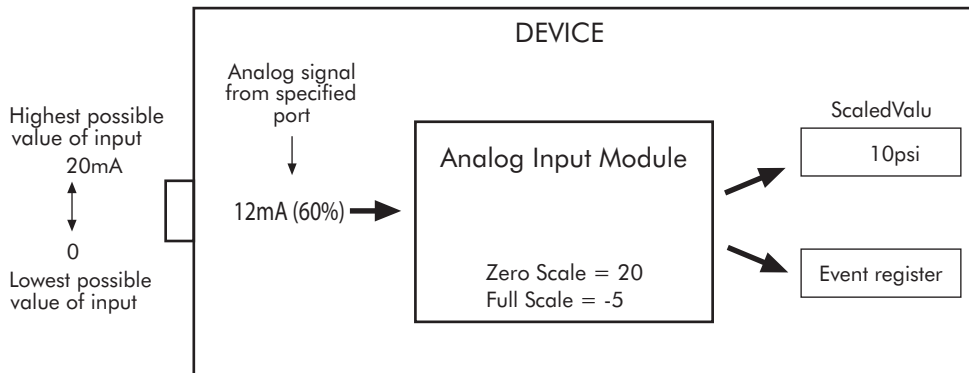 DEVICE
Analog signal
from specified
port
Highest possible
value of input
20mA
0
Lowest possible
value of input
12mA (60%)
Analog Input Module
Zero Scale = 20
Full Scale = -5
ScaledValu
10psi
Event register